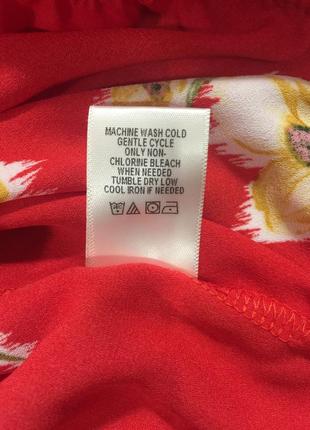 MACHINE WASH COLD
GENTLE CYCLE
ONLY NON-
CHLORINE BLEACH
WHEN NEEDED
TUMBLE DRY LOW
COOL IRON IF NEEDED